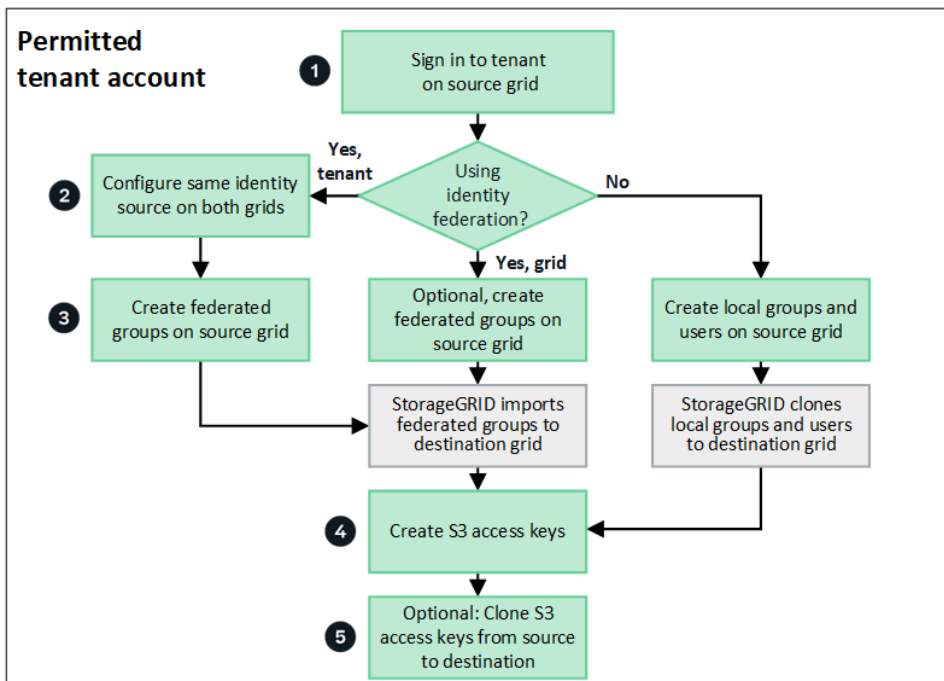 Permitted
tenant account
1
Sign in to tenant
on source grid
Using
identity
federation?
Yes,
tenant
No
Yes, grid
2
Configure same identity
source on both grids
3
Create federated
groups on source grid
Optional, create
federated groups on
source grid
Create local groups and
users on source grid
StorageGRID imports
federated groups to
destination grid
StorageGRID clones
local groups and users
to destination grid
4
Create S3 access keys
5
Optional: Clone S3
access keys from source
to destination